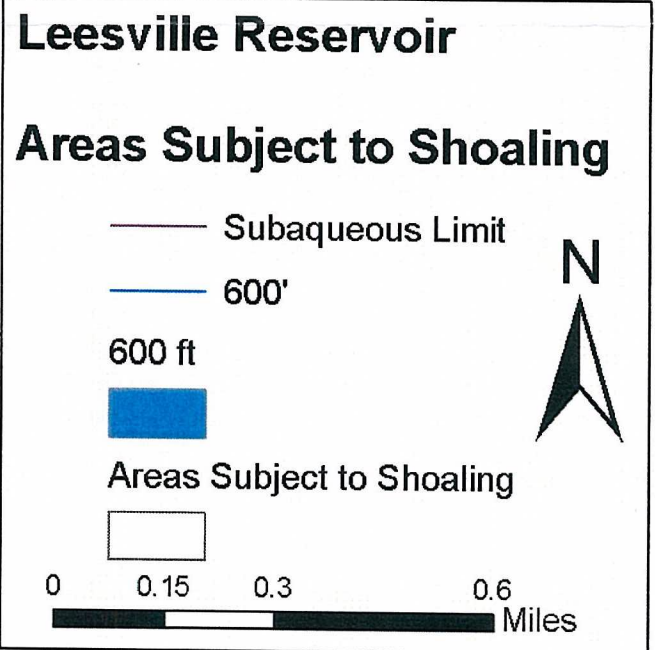 Leesville Reservoir
Areas Subject to Shoaling
Subaqueous Limit
N
600'
600 ft
Areas Subject to Shoaling
0 0.15 0.3 0.6
Miles